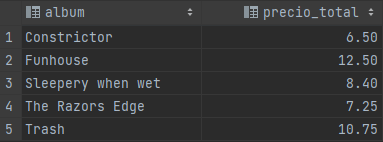 album precio_total
1 Constrictor 6.50
2 Funhouse 12.50
3 Sleepery when wet 8.40
4 The Razors Edge 7.25
5 Trash 10.75